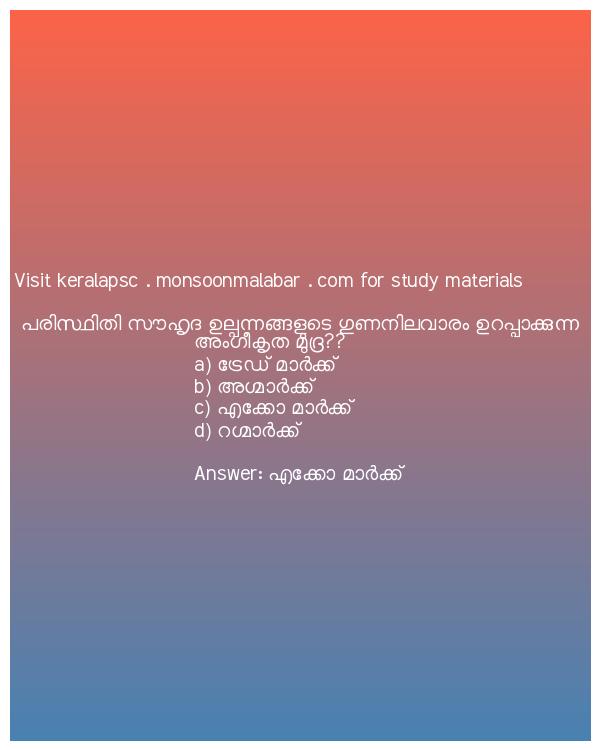 Visit keralapsc . monsoonmalabar . com for study materials
പരിസ്ഥിതി സൗഹൃദ ഉല്പന്നങ്ങളുടെ ഗുണനിലവാരം ഉറപ്പാക്കുന്ന
അംഗീകൃത മുദ്ര??
a) ട്രേഡ് മാർക്ക്
b) അഗ്മാർക്ക്
c) എക്കോ മാർക്ക്
d) റഗ്മാർക്ക്
Answer: എക്കോ മാർക്ക്